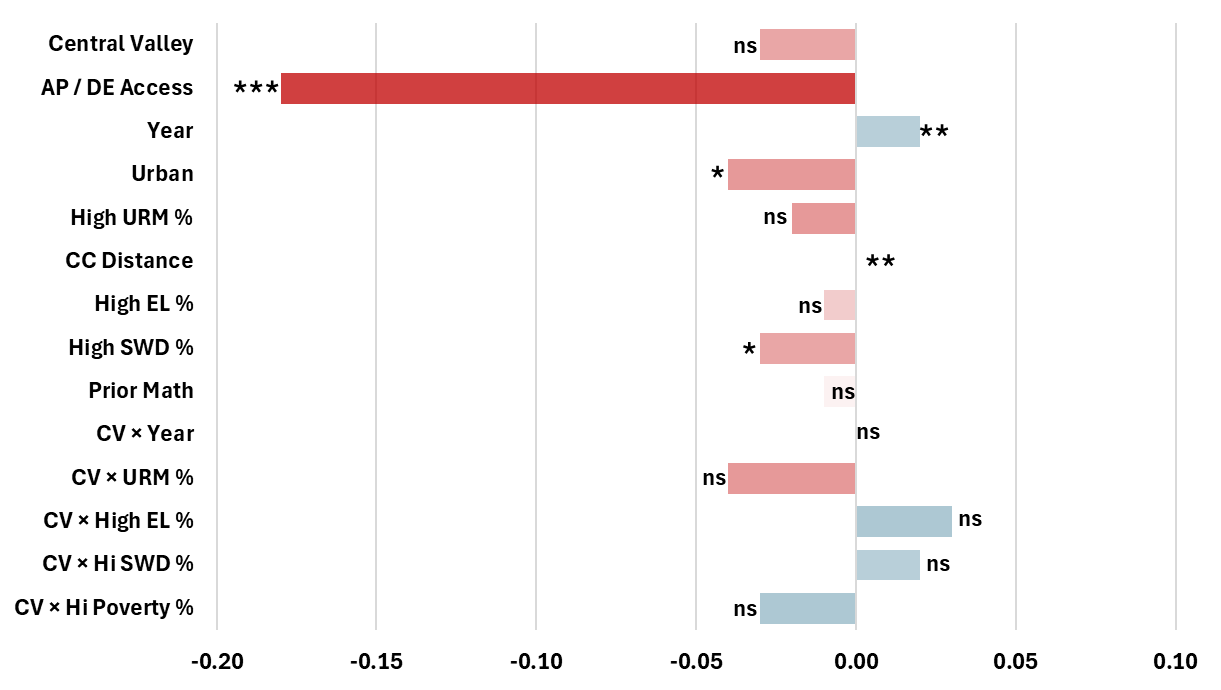 Central Valley ns
AP / DE Access ***
Year **
Urban *
High URM % ns
CC Distance **
High EL % ns
High SWD % *
Prior Math ns
CV × Year ns
CV × URM % ns
CV × High EL % ns
CV × Hi SWD % ns
CV × Hi Poverty % ns
-0.20 -0.15 -0.10 -0.05 0.00 0.05 0.10